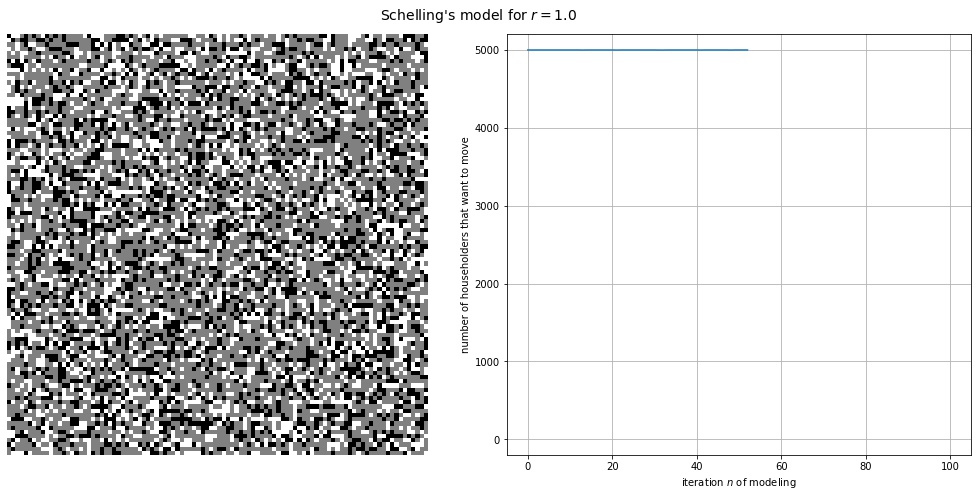 Schelling's model for r = 1.0
5000
4000
3000
2000
1000
0
number of householders that want to move
0 20 40 60 80 100
iteration n of modeling